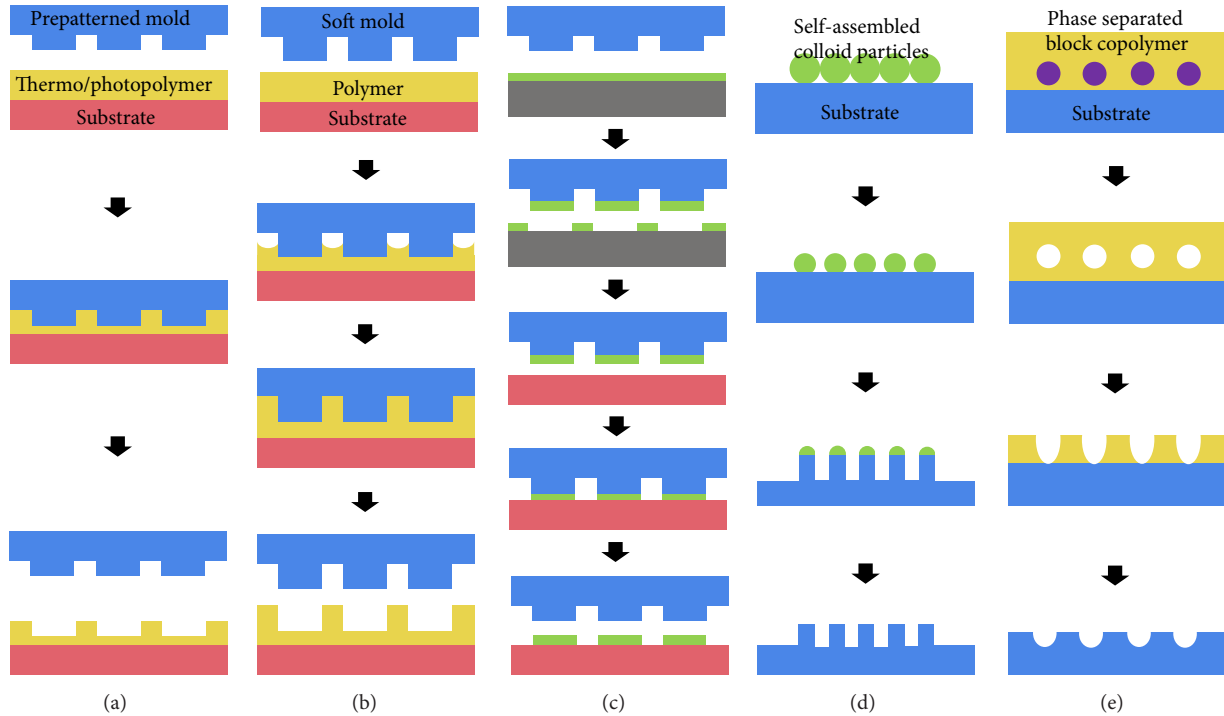 Prepatterned mold
Thermo/photopolymer
Substrate
(a)
Soft mold
Polymer
Substrate
(b)
(c)
Self-assembled
colloid particles
Substrate
(d)
Phase separated
block copolymer
Substrate
(e)